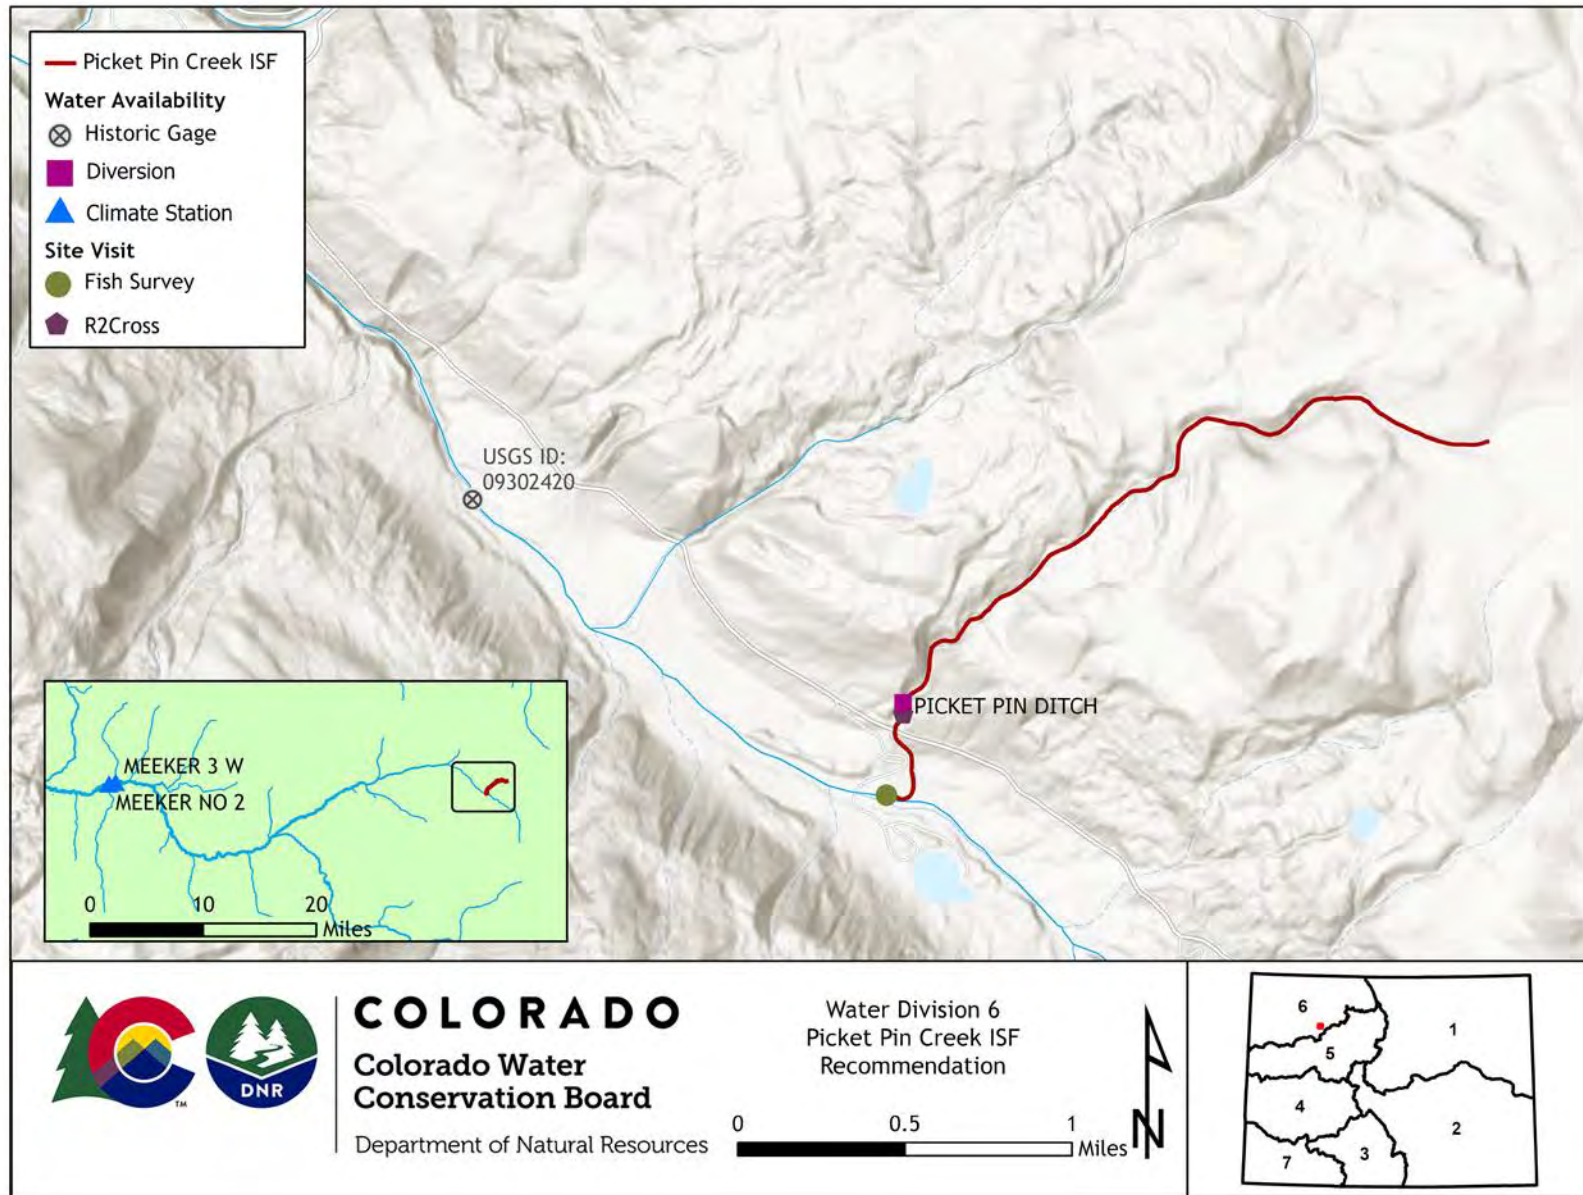 Picket Pin Creek ISF
Water Availability
Historic Gage
Diversion
Climate Station
Site Visit
Fish Survey
R2Cross
USGS ID:
09302420
PICKET PIN DITCH
MEEKER 3 W
MEEKER NO 2
0 10 20
Miles
COLORADO
Colorado Water
Conservation Board
Department of Natural Resources
DNR
TM
Water Division 6
Picket Pin Creek ISF
Recommendation
0 0.5 1
Miles
N
6
1
5
4
2
3
7